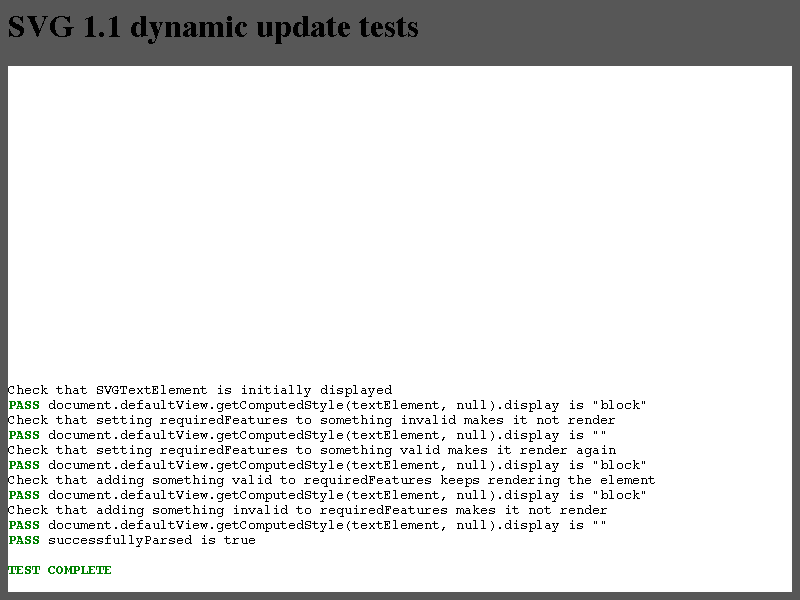 SVG 1.1 dynamic update tests
Check that SVGTextElement is initially displayed
PASS document.defaultView.getComputedStyle(textElement, null).display is "block"
Check that setting requiredFeatures to something invalid makes it not render
PASS document.defaultView.getComputedStyle(textElement, null).display is ""
Check that setting requiredFeatures to something valid makes it render again
PASS document.defaultView.getComputedStyle(textElement, null).display is "block"
Check that adding something valid to requiredFeatures keeps rendering the element
PASS document.defaultView.getComputedStyle(textElement, null).display is "block"
Check that adding something invalid to requiredFeatures makes it not render
PASS document.defaultView.getComputedStyle(textElement, null).display is ""
PASS successfullyParsed is true
TEST COMPLETE